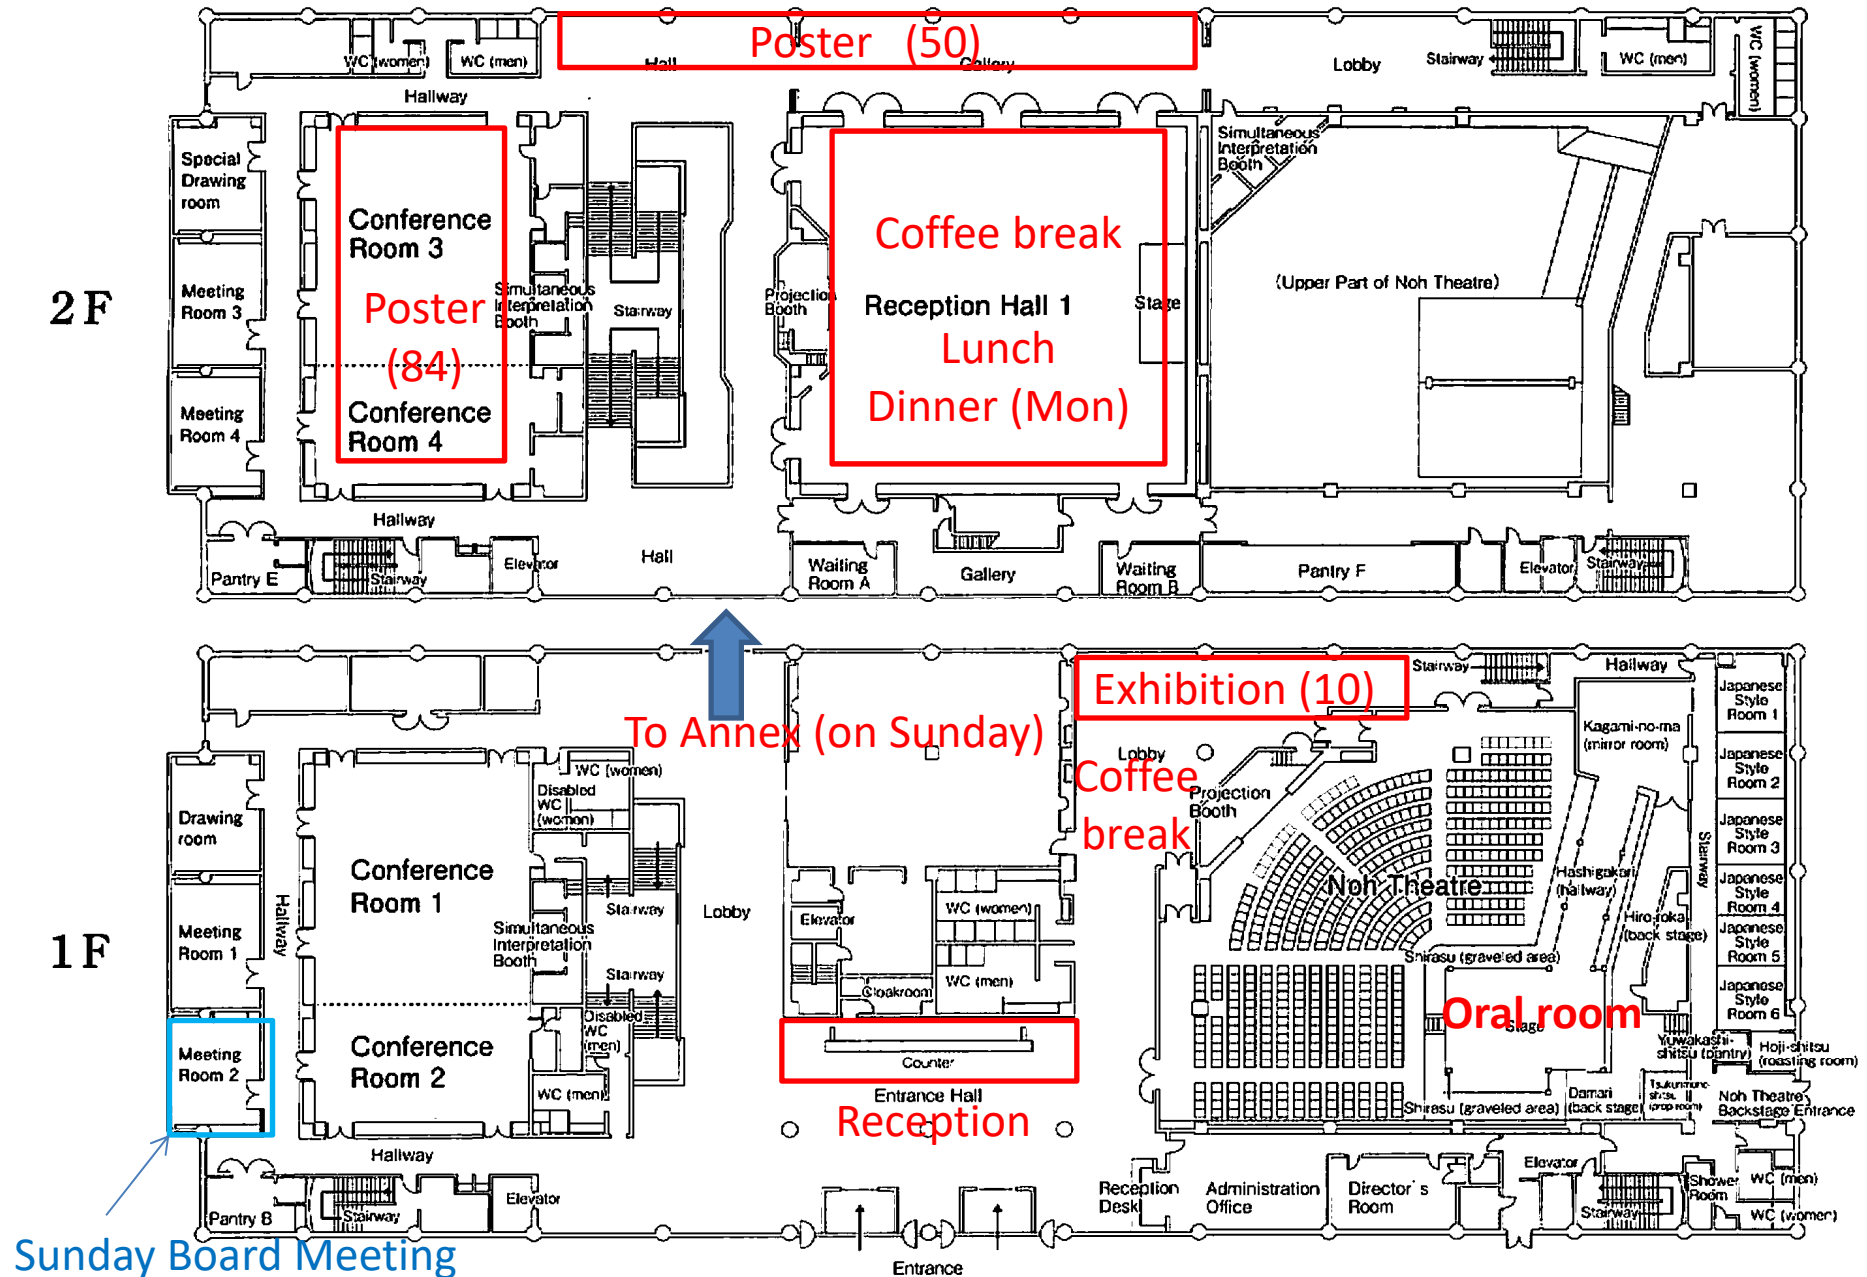 Poster (50)
WC (women)
WC (men)
Hall
Gallery
Lobby
Stairway
WC (men)
WC (women)
Hallway
Special
Drawing
room
Conference
Room 3
Simultaneous
Interpretation
Booth
Coffee break
Meeting
Room 3
Poster
(84)
Simultaneous
Interpretation
Booth
Stairway
Projection
Booth
Reception Hall 1
Stage
(Upper Part of Noh Theatre)
2F
Lunch
Dinner (Mon)
Meeting
Room 4
Conference
Room 4
Hallway
Pantry E
Stairway
Elevator
Hall
Waiting
Room A
Gallery
Waiting
Room B
Pantry F
Elevator
Stairway
Exhibition (10)
Stairway
Hallway
To Annex (on Sunday)
Lobby
Coffee
break
Projection
Booth
Kagami-no-ma
(mirror room)
Japanese
Style
Room 1
Japanese
Style
Room 2
Japanese
Style
Room 3
Japanese
Style
Room 4
Japanese
Style
Room 5
Japanese
Style
Room 6
WC (women)
Disabled
WC
(women)
Drawing
room
Conference
Room 1
Hallway
Stairway
Lobby
Elevator
WC (women)
Noh Theatre
Hashigakari
(hallway)
Stairway
Hiro-roka
(back stage)
1F
Meeting
Room 1
Simultaneous
Interpretation
Booth
Stairway
Cloakroom
WC (men)
Shirasu (graveled area)
Oral room
Stage
Meeting
Room 2
Conference
Room 2
Disabled
WC
(men)
WC (men)
Counter
Entrance Hall
Reception
Yuwakashi-
shitsu (pantry)
Hoji-shitsu
(roasting room)
Shirasu (graveled area)
Damari
(back stage)
Noh Theatre
Backstage Entrance
Hallway
Pantry B
Stairway
Elevator
Reception
Desk
Administration
Office
Director's
Room
Elevator
Stairway
Shower
Room
WC (men)
WC (women)
Sunday Board Meeting
Entrance